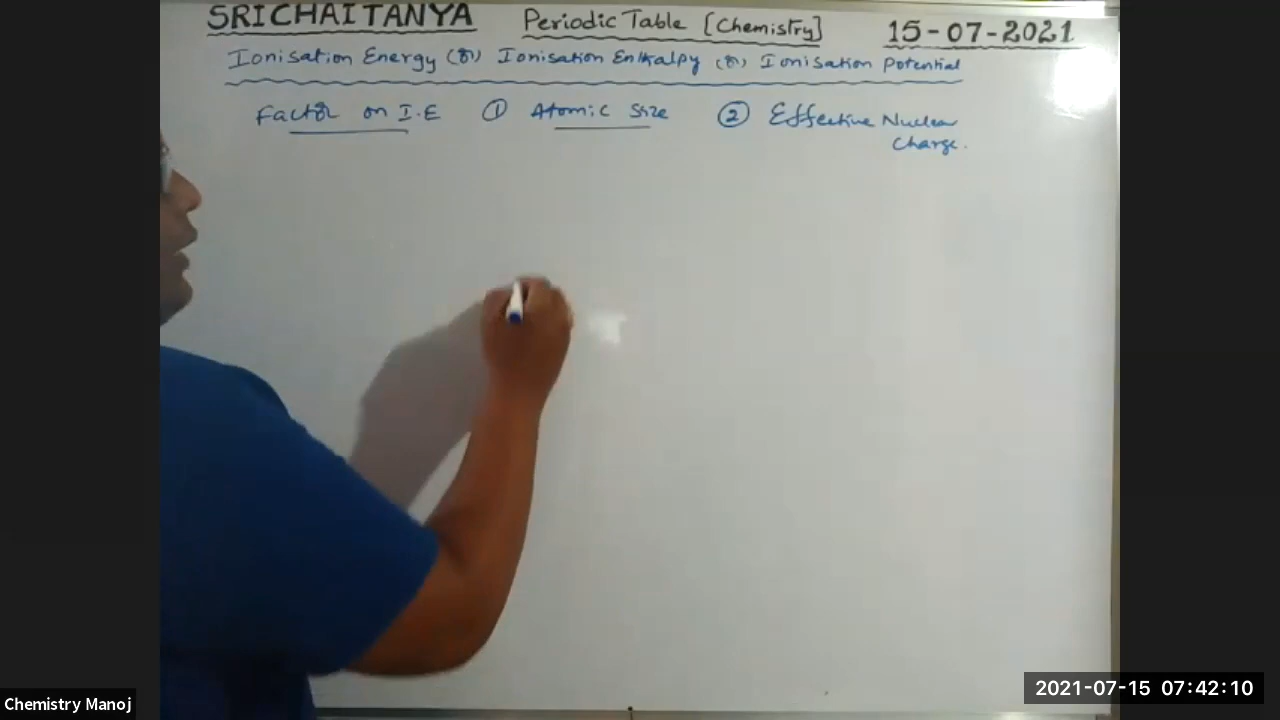 SRICHAITANYA Periodic Table [Chemistry] 15-07-2021
Ionisation Energy (or) Ionisation Enthalpy (or) Ionisation Potential
Factor on I.E ① Atomic Size ② Effective Nuclear
Charge.
Chemistry Manoj
2021-07-15 07:42:10